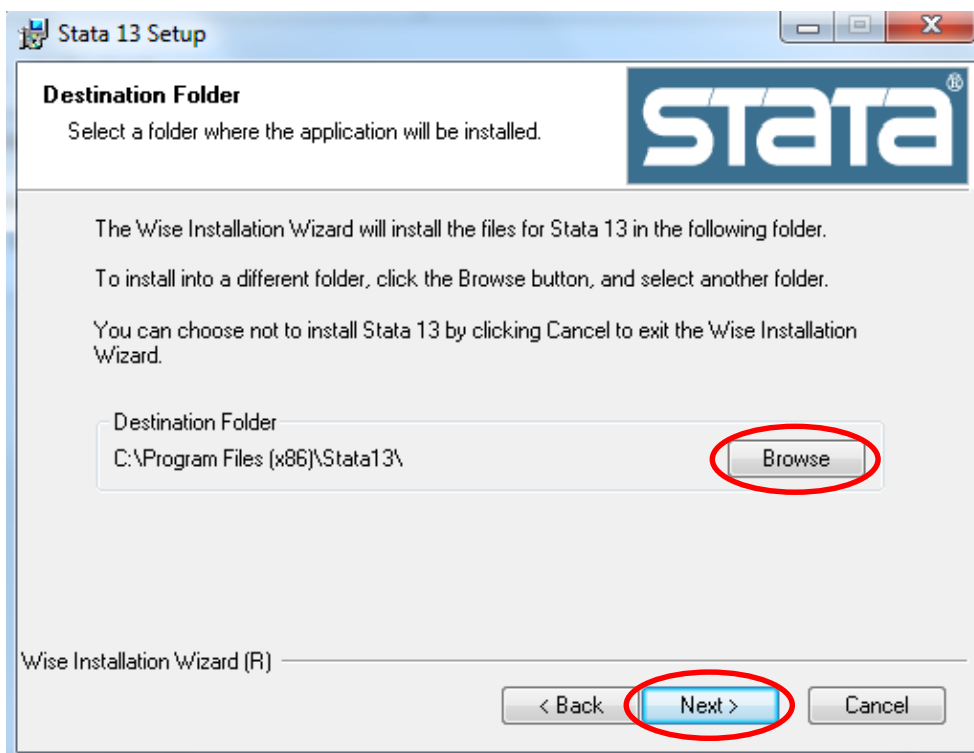 Stata 13 Setup
Destination Folder
Select a folder where the application will be installed.
STaTa®
The Wise Installation Wizard will install the files for Stata 13 in the following folder.
To install into a different folder, click the Browse button, and select another folder.
You can choose not to install Stata 13 by clicking Cancel to exit the Wise Installation
Wizard.
Destination Folder
C:\Program Files (x86)\Stata13\
Browse
Wise Installation Wizard (R)
< Back
Next >
Cancel